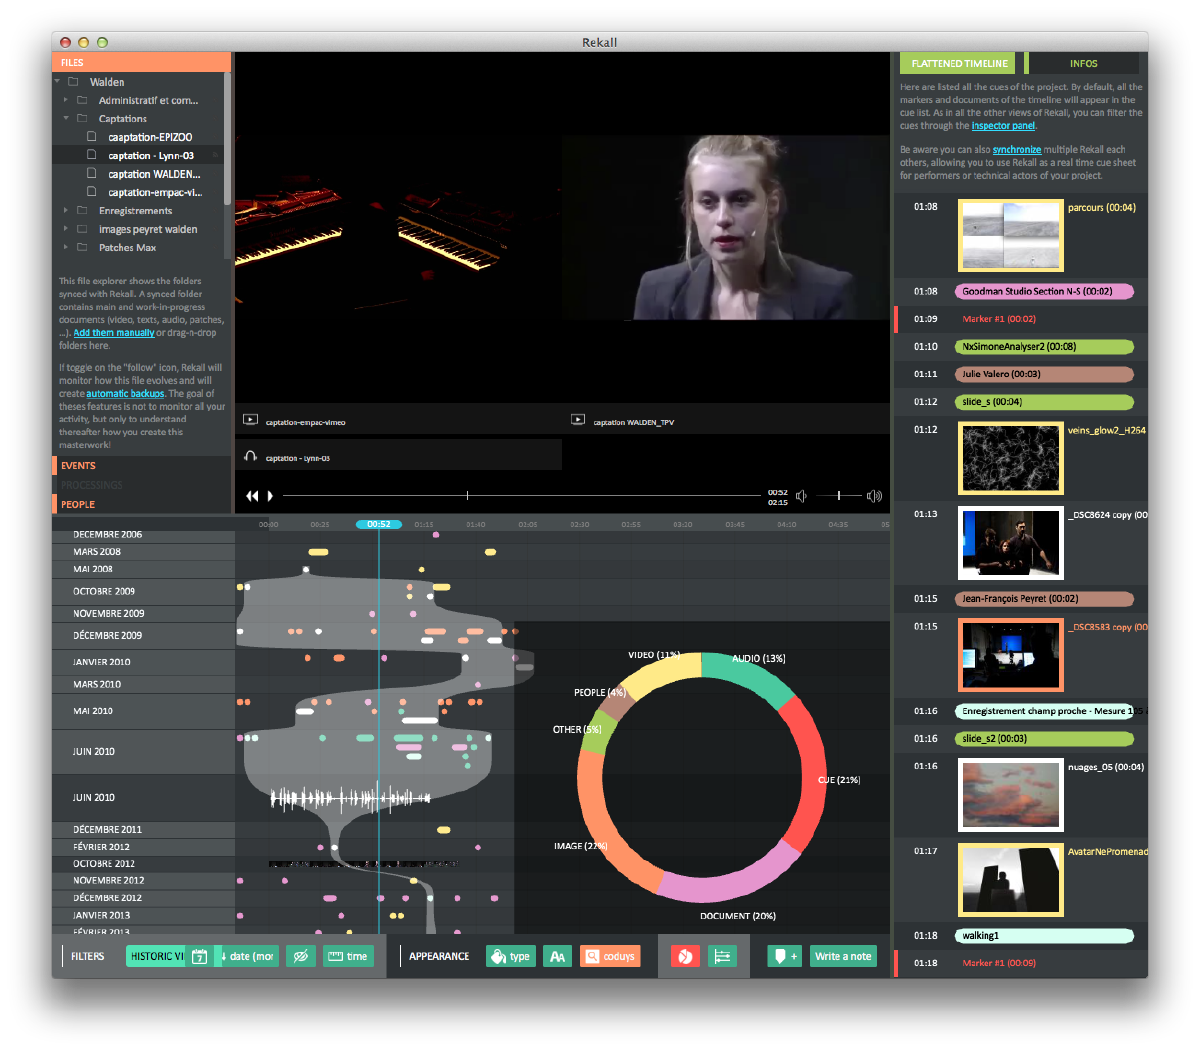 Rekall
FILES
Walden
Administratif et com...
Captations
caaptation-EPIZOO
captation - Lynn-03
captation WALDEN...
captation-empac-vi...
Enregistrements
images peyret walden
Patches Max
This file explorer shows the folders
synced with Rekall. A synced folder
contains main and work-in-progress
documents (video, texts, audio, patches,
...). Add them manually or drag-n-drop
folders here.
If toggle on the "follow" icon, Rekall will
monitor how this file evolves and will
create automatic backups. The goal of
theses features is not to monitor all your
activity, but only to understand
thereafter how you create this
masterwork!
EVENTS
PROCESSINGS
PEOPLE
captation-empac-vimeo
captation WALDEN_TPV
captation - Lynn-03
00:52
02:15
FLATTENED TIMELINE
INFOS
Here are listed all the cues of the project. By default, all the
markers and documents of the timeline will appear in the
cue list. As in all the other views of Rekall, you can filter the
cues through the inspector panel.
Be aware you can also synchronize multiple Rekall each
others, allowing you to use Rekall as a real time cue sheet
for performers or technical actors of your project.
01:08 parcours (00:04)
01:08 Goodman Studio Section N-S (00:02)
01:09 Marker #1 (00:02)
01:10 NxSimoneAnalyser2 (00:08)
01:11 Julie Valero (00:03)
01:12 slide_s (00:04)
01:12 veins_glow2_H264
01:13 _DSC8624 copy (00
01:15 Jean-François Peyret (00:02)
01:15 _DSC8583 copy (00
01:16 Enregistrement champ proche - Mesure 105
01:16 slide_s2 (00:03)
01:16 nuages_05 (00:04)
01:17 AvatarNePromenad
01:18 walking1
01:18 Marker #1 (00:09)
00:00 00:25 00:52 01:15 01:40 02:05 02:10 02:55 03:20 01:45 04:10 04:35 05
DECEMBRE 2006
MARS 2008
MAI 2008
OCTOBRE 2009
NOVEMBRE 2009
DÉCEMBRE 2009
JANVIER 2010
MARS 2010
MAI 2010
JUIN 2010
JUIN 2010
DÉCEMBRE 2011
FÉVRIER 2012
OCTOBRE 2012
NOVEMBRE 2012
DÉCEMBRE 2012
JANVIER 2013
FÉVRIER 2013
VIDEO (11%)
AUDIO (13%)
PEOPLE (4%)
OTHER (5%)
CUE (21%)
IMAGE (22%)
DOCUMENT (20%)
FILTERS
HISTORIC VI
7
date (mor
time
APPEARANCE
type
AA
coduys
+
Write a note